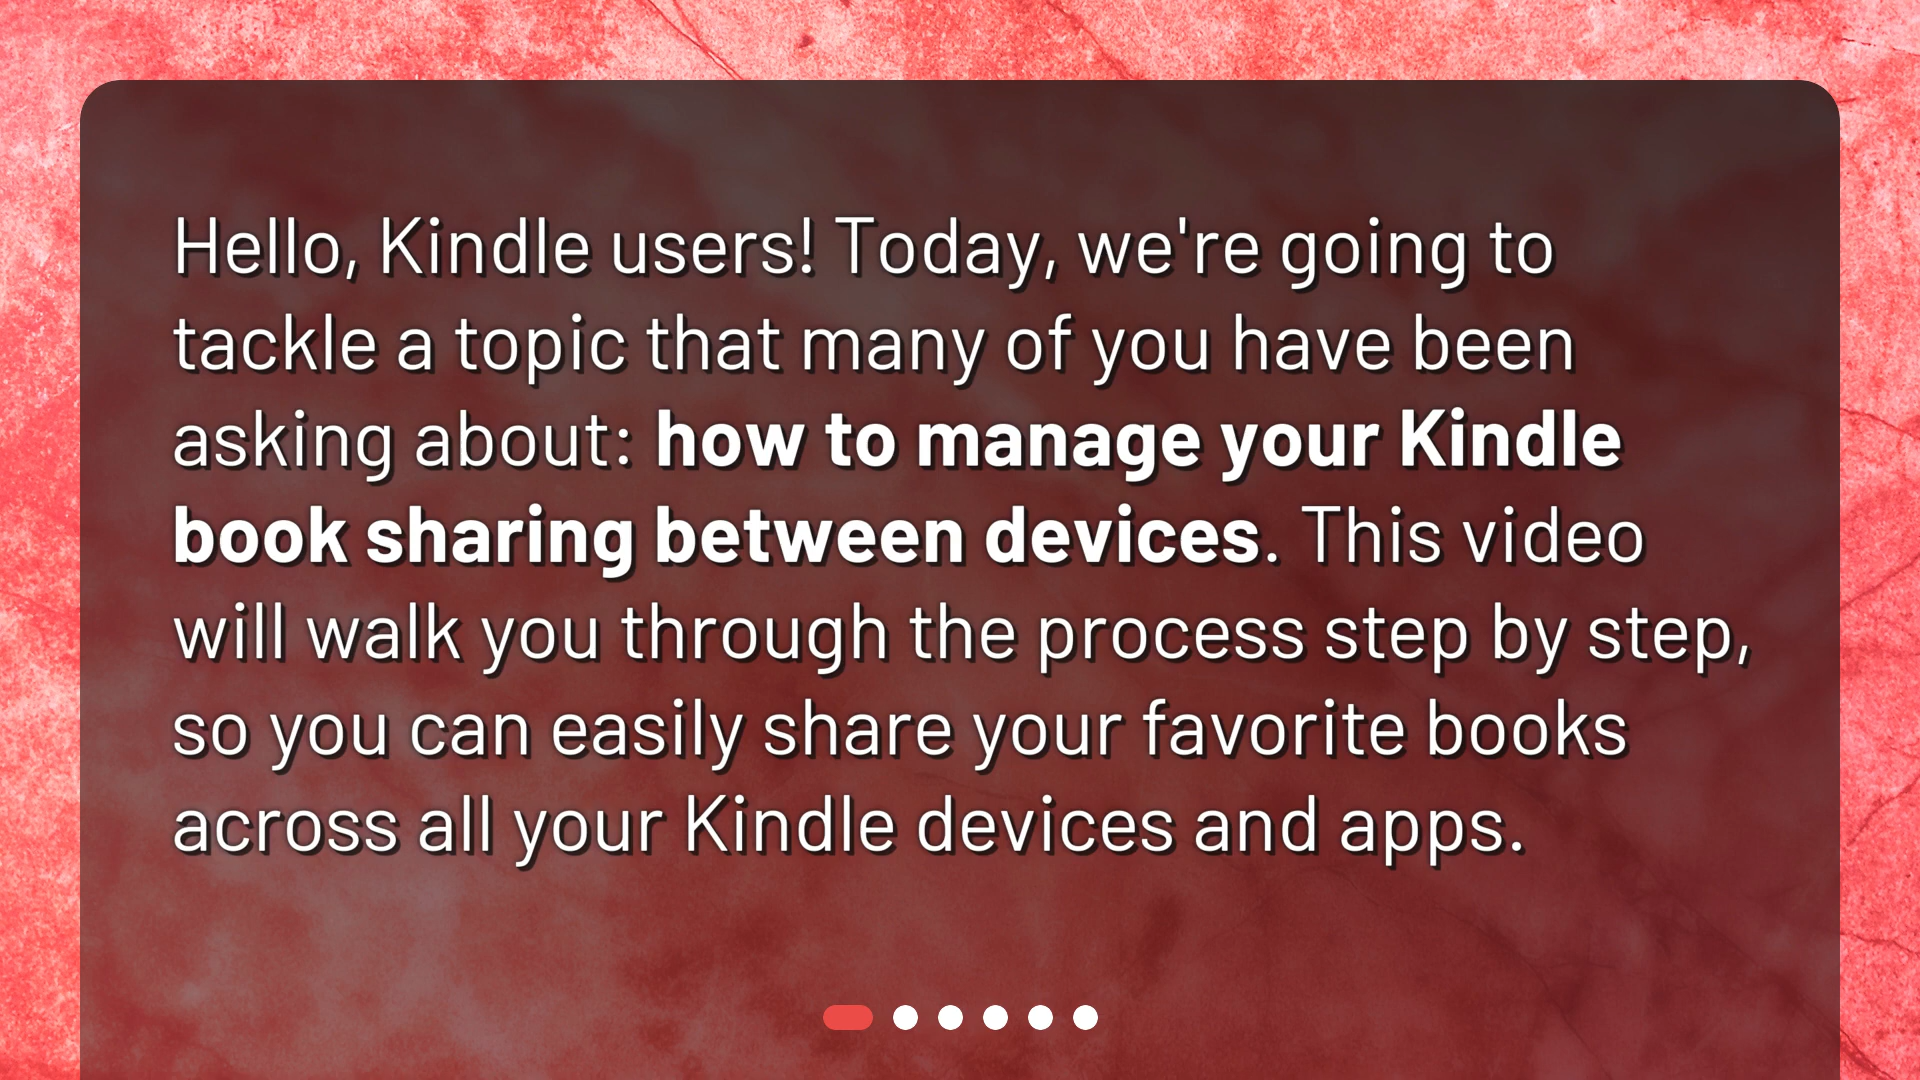 Hello, Kindle users! Today, we're going to
tackle a topic that many of you have been
asking about: how to manage your Kindle
book sharing between devices. This video
will walk you through the process step by step,
so you can easily share your favorite books
across all your Kindle devices and apps.